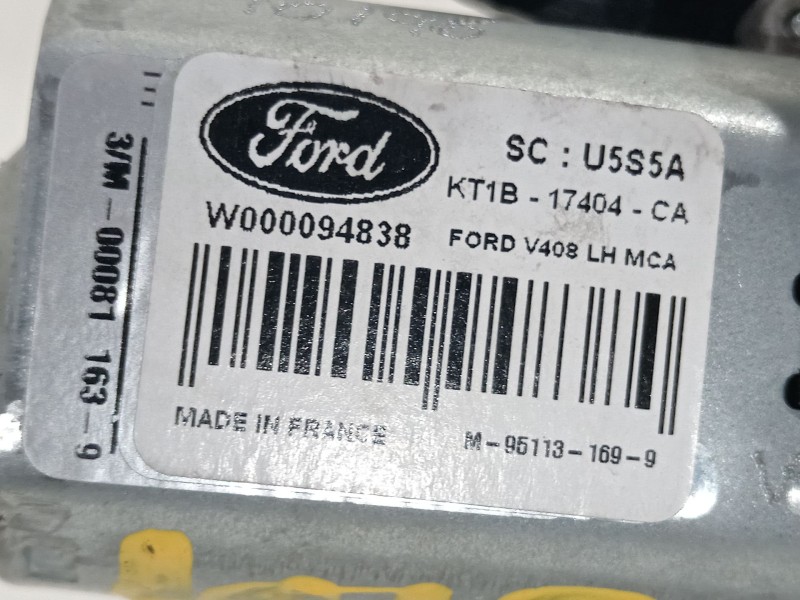 Ford
SC : U5S5A
KT1B - 17404 - CA
W000094838
FORD V408 LH MCA
MADE IN FRANCE
M-95113-169-9
3/M-00081 163-9